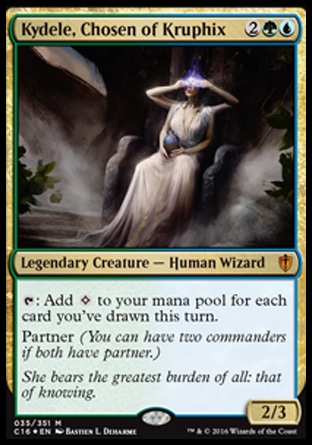 Kydele, Chosen of Kruphix 2
Legendary Creature — Human Wizard
: Add to your mana pool for each
card you've drawn this turn.
Partner (You can have two commanders
if both have partner.)
She bears the greatest burden of all: that
of knowing.
2/3
035/351 M
C16 ★ EN Bastien L. Deharme
™ & © 2016 Wizards of the Coast